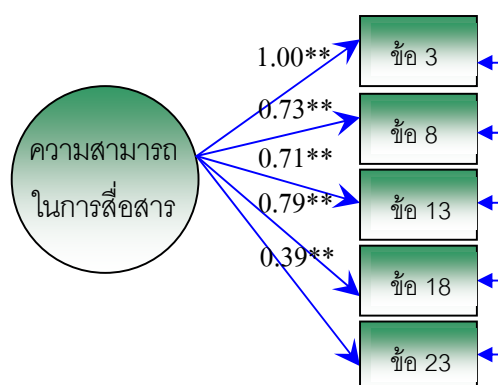 1.00**
ข้อ 3
0.73**
ข้อ 8
ความสามารถ
ในการสื่อสาร
0.71**
ข้อ 13
0.79**
ข้อ 18
0.39**
ข้อ 23